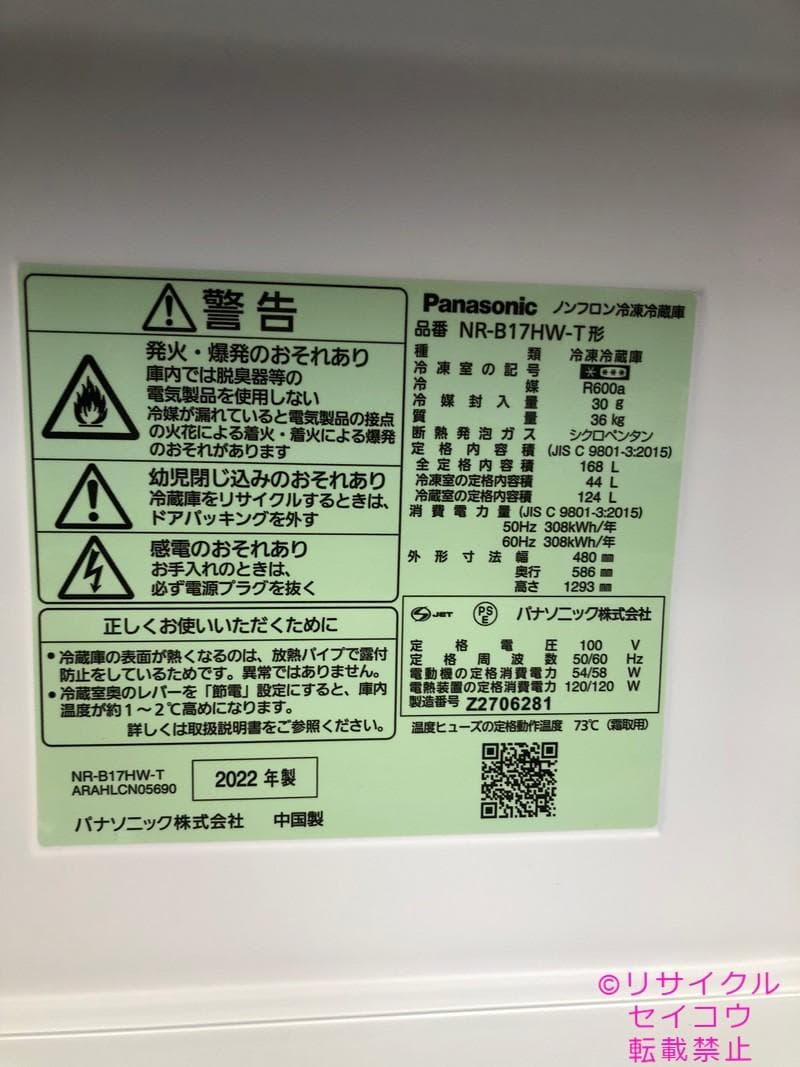 警告
発火・爆発のおそれあり
庫内では脱臭器等の
電気製品を使用しない
冷媒が漏れていると電気製品の接点
の火花による着火・着火による爆発
のおそれがあります
幼児閉じ込みのおそれあり
冷蔵庫をリサイクルするときは、
ドアパッキングを外す
感電のおそれあり
お手入れのときは、
必ず電源プラグを抜く
正しくお使いいただくために
●冷蔵庫の表面が熱くなるのは、放熱パイプで露付
防止をしているためです。異常ではありません。
●冷蔵室奥のレバーを「節電」設定にすると、庫内
温度が約1~2℃高めになります。
詳しくは取扱説明書をご参照ください。
NR-B17HW-T
ARAHLCN05690
2022 年製
パナソニック株式会社 中国製
Panasonic ノンフロン冷凍冷蔵庫
品番 NR-B17HW-T形
種類 冷凍冷蔵庫
冷凍室の記号
冷媒 R600a
冷媒封入量 30 g
質量 36 kg
断熱発泡ガス シクロペンタン
定格内容積 (JIS C 9801-3:2015)
全定格内容積 168 L
冷凍室の定格内容積 44 L
冷蔵室の定格内容積 124 L
消費電力量 (JIS C 9801-3:2015)
50Hz 308kWh/年
60Hz 308kWh/年
外形寸法 幅 480 ㎜
奥行 586 ㎜
高さ 1293 ㎜
JET PSE パナソニック株式会社
定格電圧 100 V
定格周波数 50/60 Hz
電動機の定格消費電力 54/58 W
電熱装置の定格消費電力 120/120 W
製造番号 Z2706281
温度ヒューズの定格動作温度 73℃(霜取用)
©リサイクル
セイコウ
転載禁止